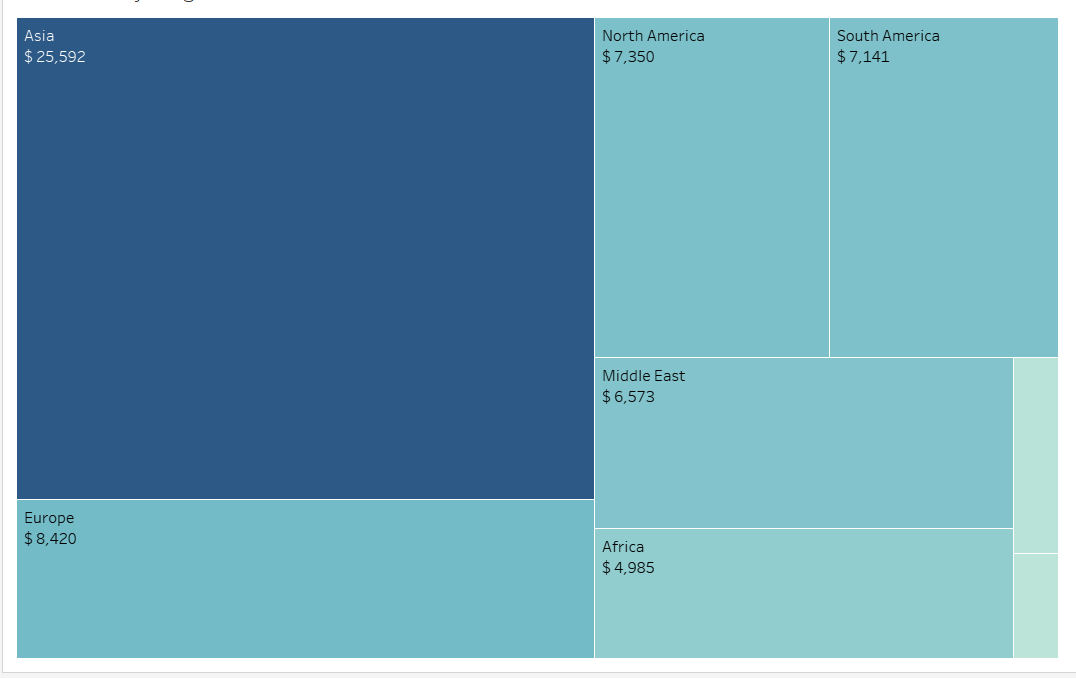 Asia
$ 25,592
North America
$ 7,350
South America
$ 7,141
Middle East
$ 6,573
Europe
$ 8,420
Africa
$ 4,985